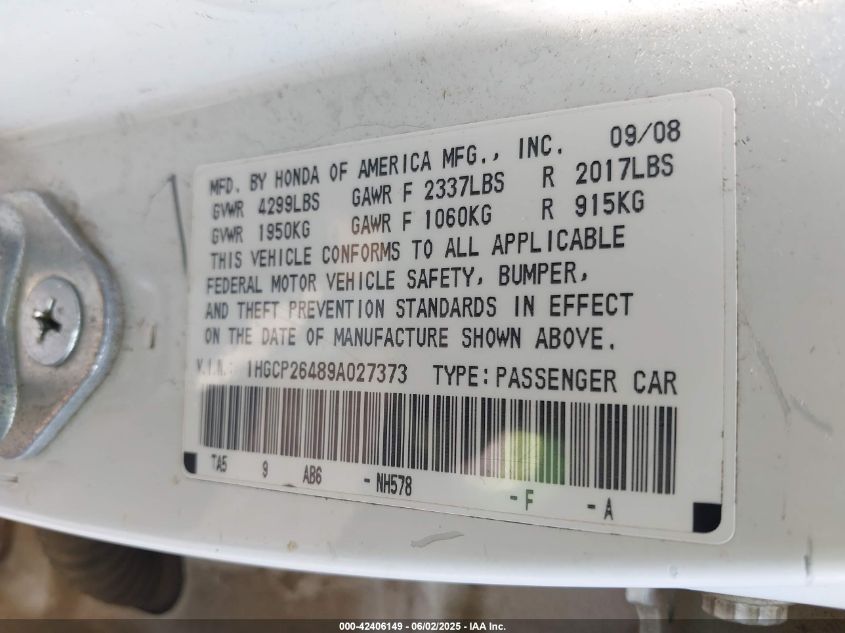 09/08
MFD. BY HONDA OF AMERICA MFG., INC.
GVWR 4299LBS GAWR F 2337LBS R 2017LBS
GVWR 1950KG GAWR F 1060KG R 915KG
THIS VEHICLE CONFORMS TO ALL APPLICABLE
FEDERAL MOTOR VEHICLE SAFETY, BUMPER,
AND THEFT PREVENTION STANDARDS IN EFFECT
ON THE DATE OF MANUFACTURE SHOWN ABOVE.
V.I.N.: 1HGCP26489A027373 TYPE: PASSENGER CAR
TA5 9 AB6 -NH578 -F -A
000-42406149 | 06/02/2025 - IAA Inc.